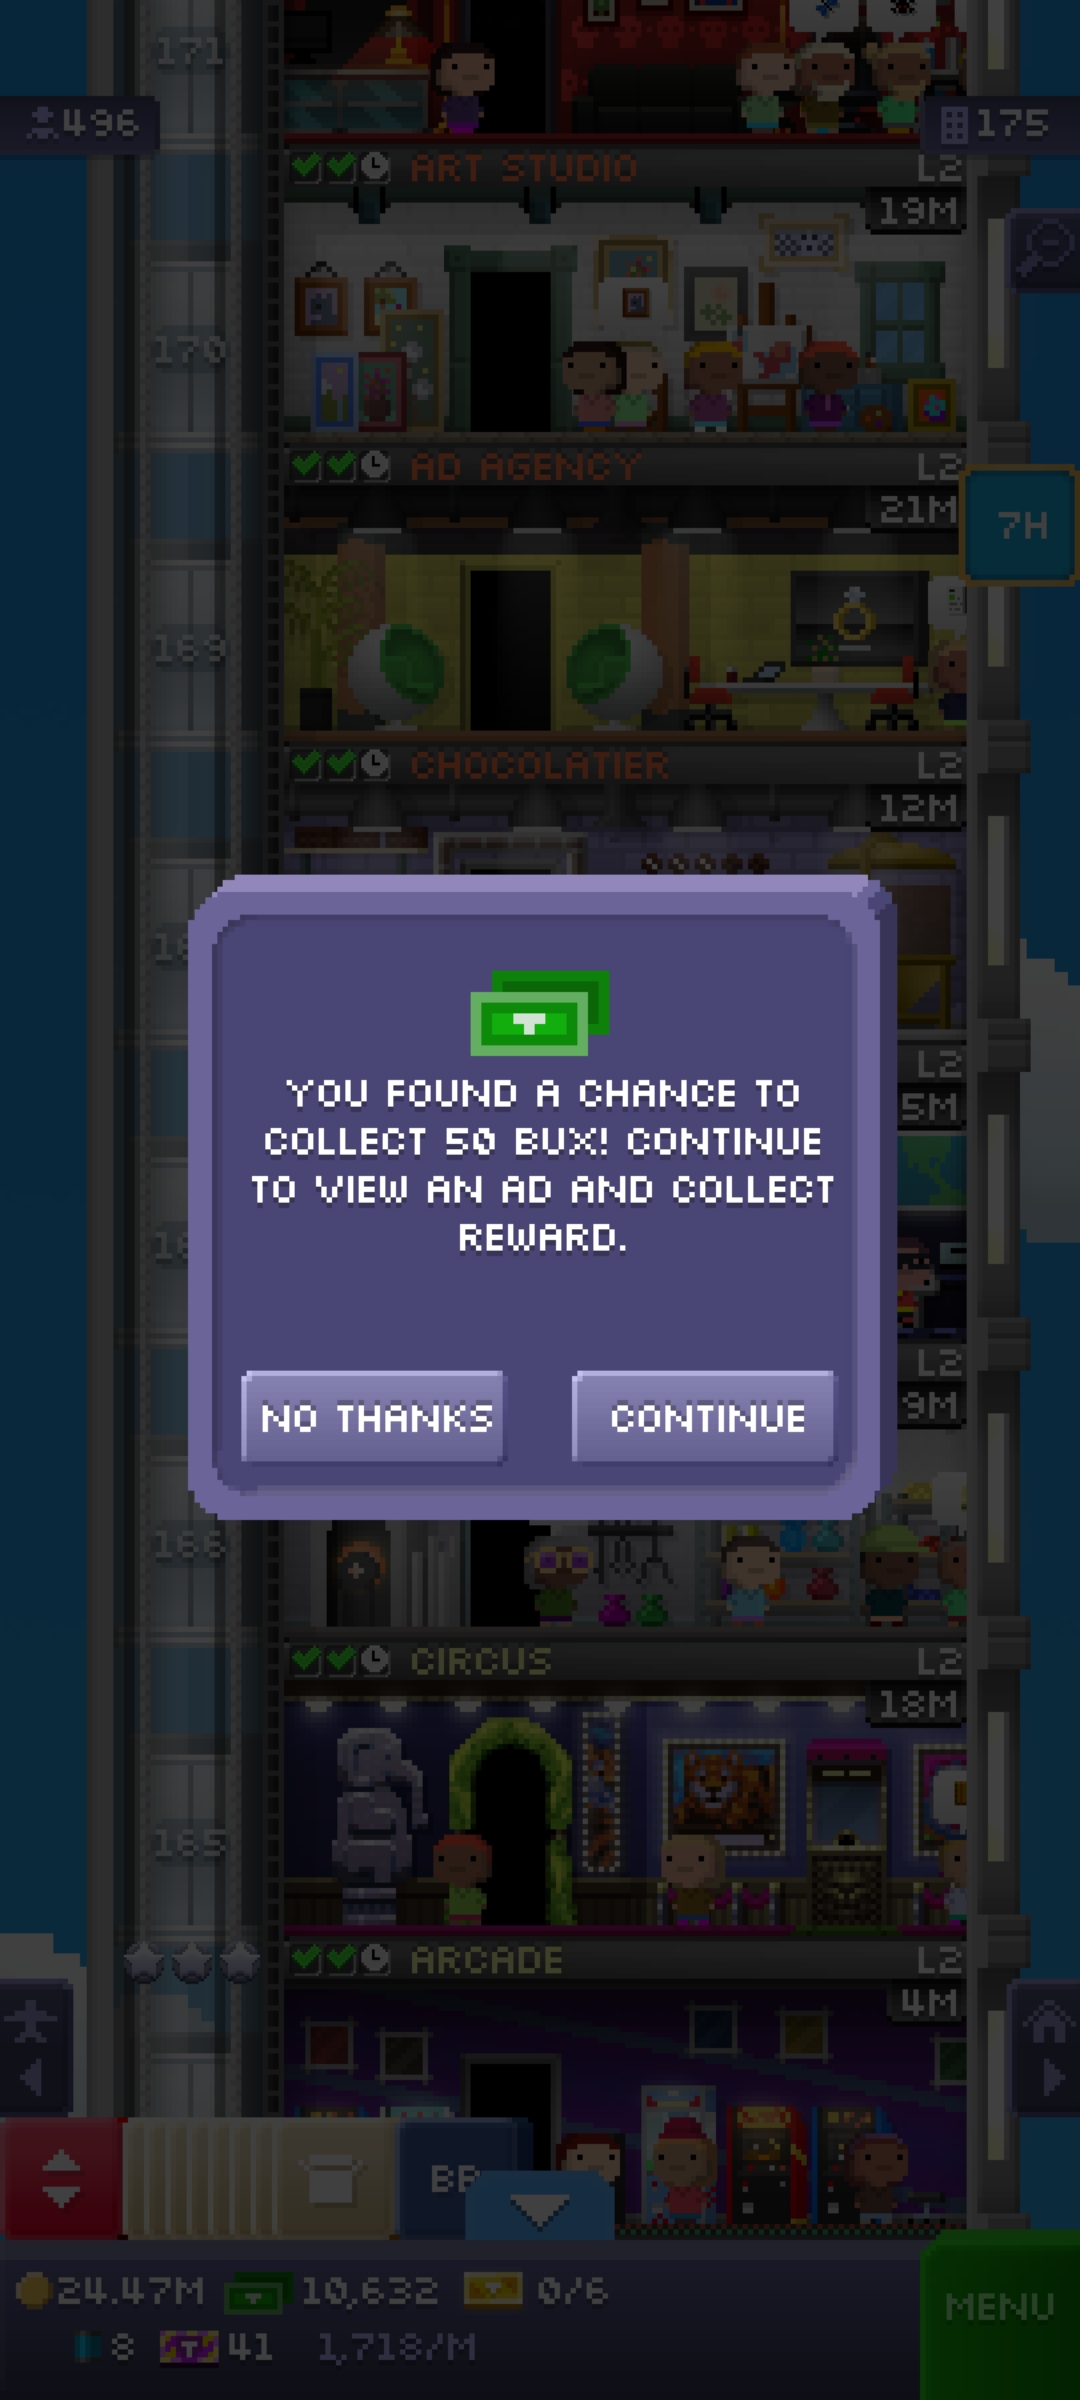 171
496
175
ART STUDIO
L2
19M
170
AD AGENCY
L2
21M
7H
169
CHOCOLATIER
L2
12M
L2
5M
YOU FOUND A CHANCE TO
COLLECT 50 BUX! CONTINUE
TO VIEW AN AD AND COLLECT
REWARD.
NO THANKS
CONTINUE
L2
9M
166
CIRCUS
L2
18M
165
ARCADE
L2
4M
24.47M
10,632
0/6
MENU
8
41
1,718/M